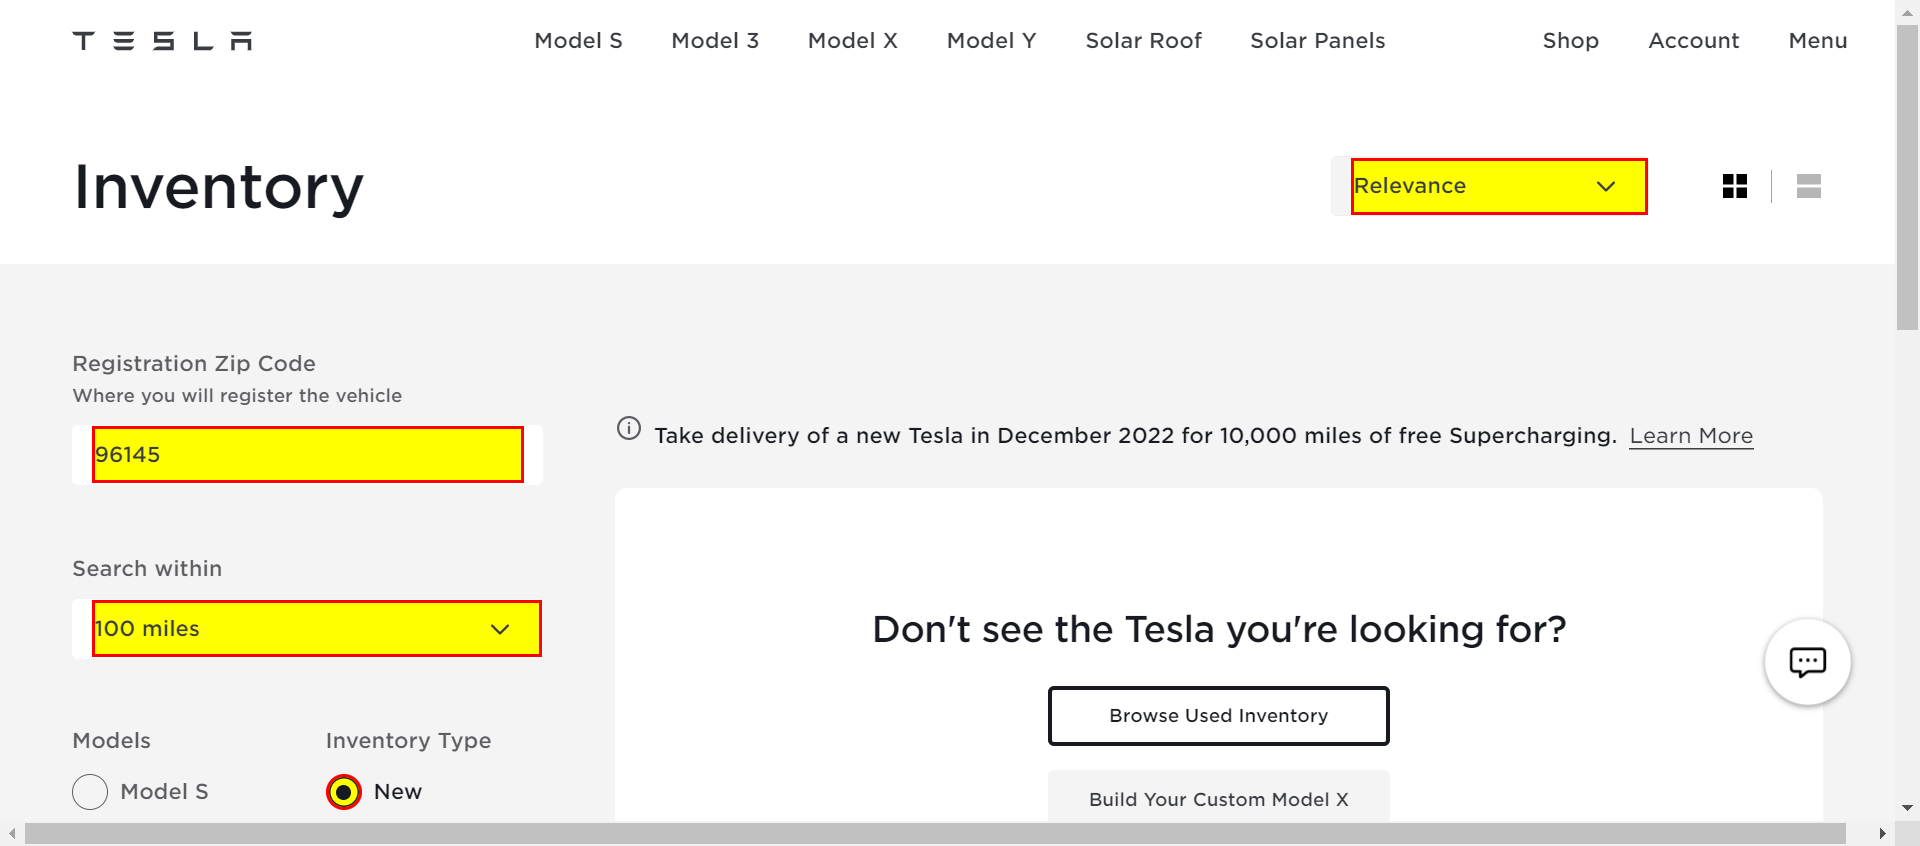 TESLA
Model S Model 3 Model X Model Y Solar Roof Solar Panels Shop Account Menu
Inventory
Relevance
Registration Zip Code
Where you will register the vehicle
96145
Take delivery of a new Tesla in December 2022 for 10,000 miles of free Supercharging. Learn More
Search within
100 miles
Don't see the Tesla you're looking for?
Browse Used Inventory
Models Inventory Type
Model S New
Build Your Custom Model X